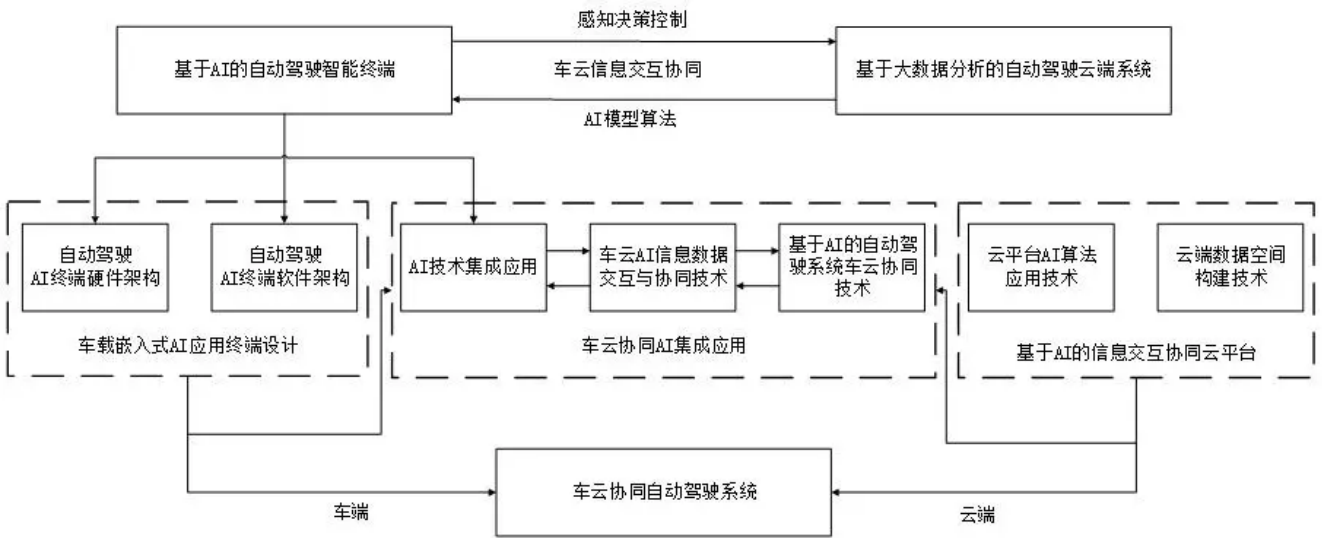 感知决策控制
基于AI的自动驾驶智能终端
车云信息交互协同
基于大数据分析的自动驾驶云端系统
AI模型算法
自动驾驶
AI终端硬件架构
自动驾驶
AI终端软件架构
车载嵌入式AI应用终端设计
AI技术集成应用
车云AI信息数据
交互与协同技术
基于AI的自动驾
驶系统车云协同
技术
车云协同AI集成应用
云平台AI算法
应用技术
云端数据空间
构建技术
基于AI的信息交互协同云平台
车云协同自动驾驶系统
车端
云端